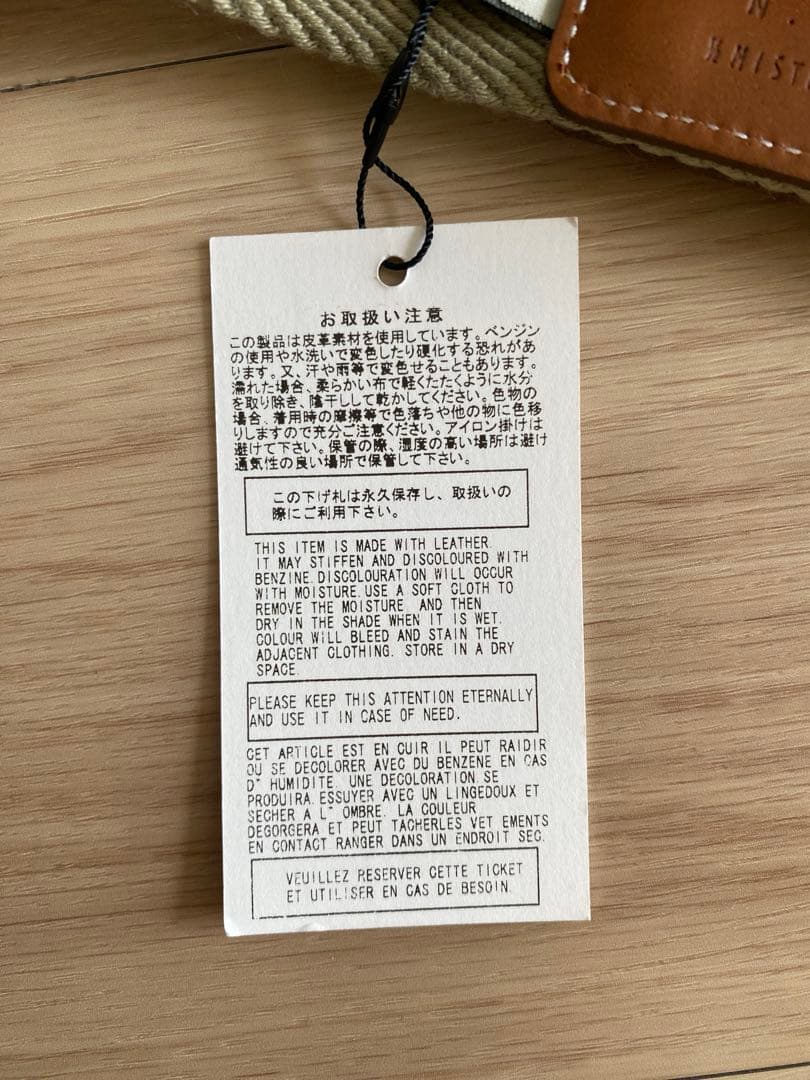 N.
HNIST
お取扱い注意
この製品は皮革素材を使用しています。ベンジン
の使用や水洗いで変色したり硬化する恐れがあ
ります。又、汗や雨等で変色せることもあります。
濡れた場合、柔らかい布で軽くたたくように水分
を取り除き、陰干しして乾かしてください。色物の
場合、着用時の摩擦等で色落ちや他の物に色移
りしますので充分ご注意ください。アイロン掛けは
避けて下さい。保管の際、湿度の高い場所は避け
通気性の良い場所で保管して下さい。
この下げ札は永久保存し、取扱いの
際にご利用下さい。
THIS ITEM IS MADE WITH LEATHER
IT MAY STIFFEN AND DISCOLOURED WITH
BENZINE. DISCOLOURATION WILL OCCUR
WITH MOISTURE. USE A SOFT CLOTH TO
REMOVE THE MOISTURE AND THEN
DRY IN THE SHADE WHEN IT IS WET.
COLOUR WILL BLEED AND STAIN THE
ADJACENT CLOTHING. STORE IN A DRY
SPACE.
PLEASE KEEP THIS ATTENTION ETERNALLY
AND USE IT IN CASE OF NEED.
CET ARTICLE EST EN CUIR IL PEUT RAIDIR
OU SE DECOLORER AVEC DU BENZENE EN CAS
D" HUMIDITE. UNE DECOLORATION SE
PRODUIRA. ESSUYER AVEC UN LINGEDOUX ET
SECHER A L" OMBRE. LA COULEUR
DEGORGERA ET PEUT TACHERLES VET EMENTS
EN CONTACT RANGER DANS UN ENDROIT SEC.
VEUILLEZ RESERVER CETTE TICKET
ET UTILISER EN CAS DE BESOIN.